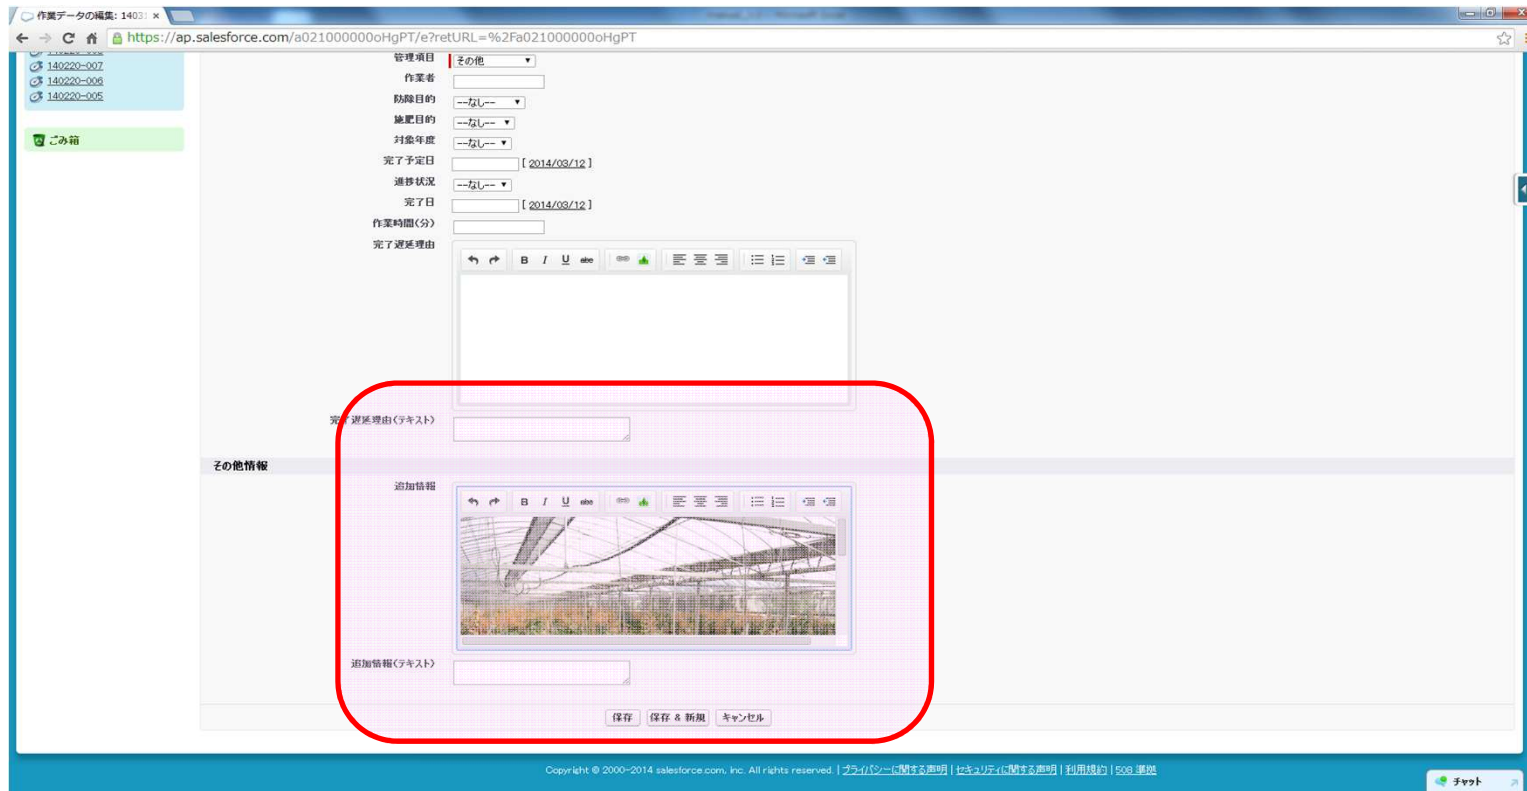 作業データの編集: 1403
https://ap.salesforce.com/a021000000oHgPT/e?retURL=%2Fa021000000oHgPT
140220-007
140220-006
140220-005
ごみ箱
管理項目 その他
作業者
防除目的 --なし--
施肥目的 --なし--
対象年度 --なし--
完了予定日 [ 2014/03/12 ]
進捗状況 --なし--
完了日 [ 2014/03/12 ]
作業時間(分)
完了遅延理由
B I U abc
完了遅延理由(テキスト)
その他情報
追加情報
B I U abc
追加情報(テキスト)
保存 保存 & 新規 キャンセル
Copyright © 2000-2014 salesforce.com, inc. All rights reserved. | プライバシーに関する声明 | セキュリティに関する声明 | 利用規約 | 508 準拠
チャット